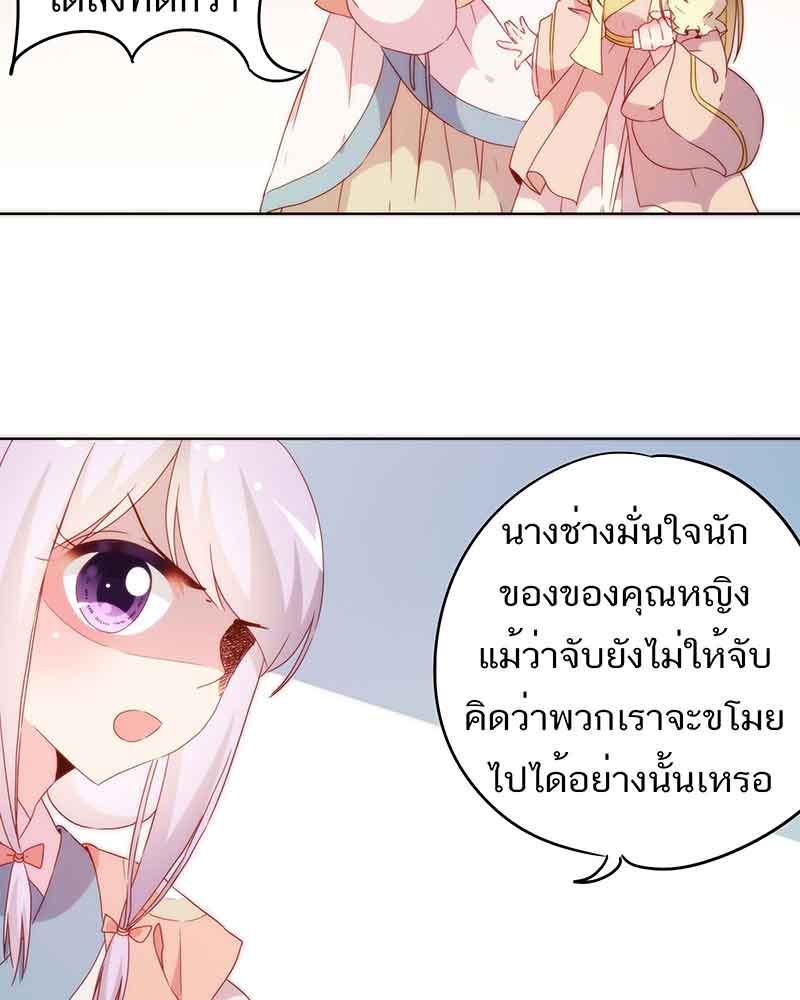 นางช่างมั่นใจนัก
ของของคุณหญิง
แม้ว่าจับยังไม่ให้จับ
คิดว่าพวกเราจะขโมย
ไปได้อย่างนั้นเหรอ